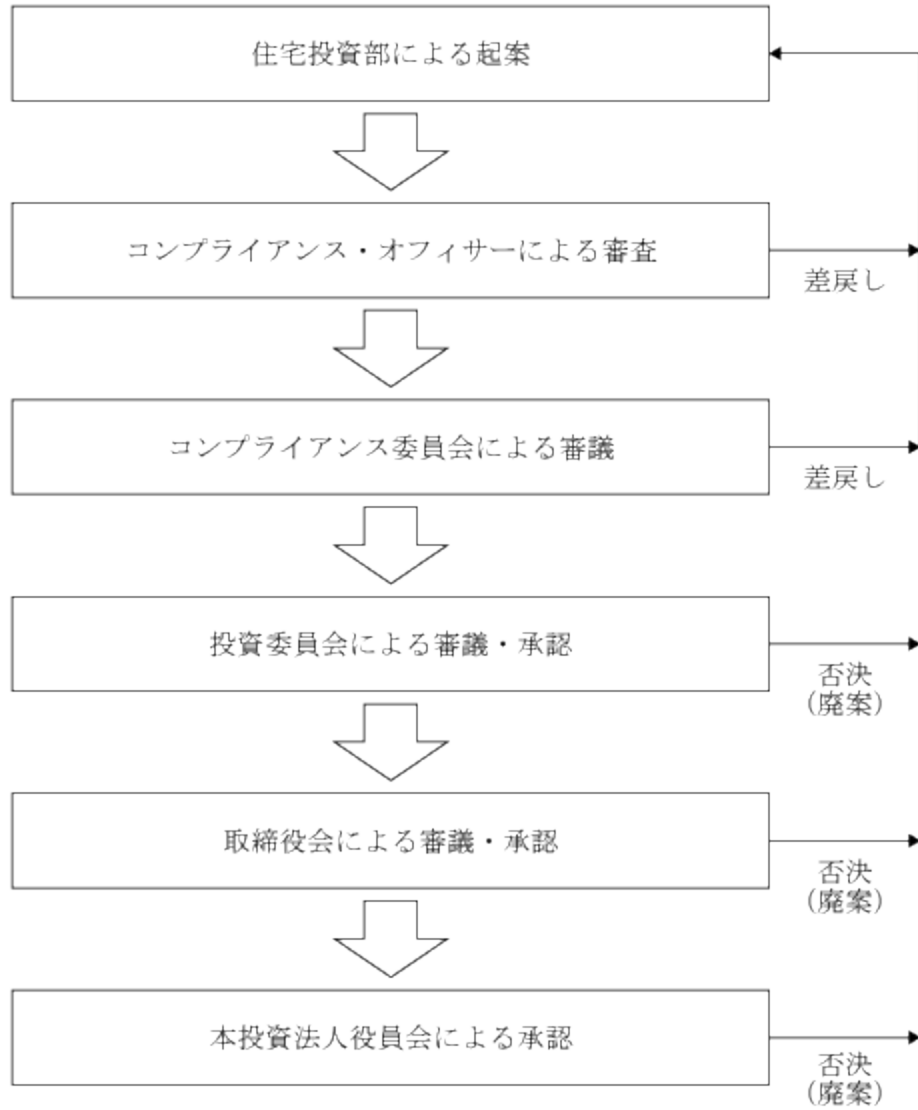 住宅投資部による起案
コンプライアンス・オフィサーによる審査
差戻し
コンプライアンス委員会による審議
差戻し
投資委員会による審議・承認
否決
(廃案)
取締役会による審議・承認
否決
(廃案)
本投資法人役員会による承認
否決
(廃案)